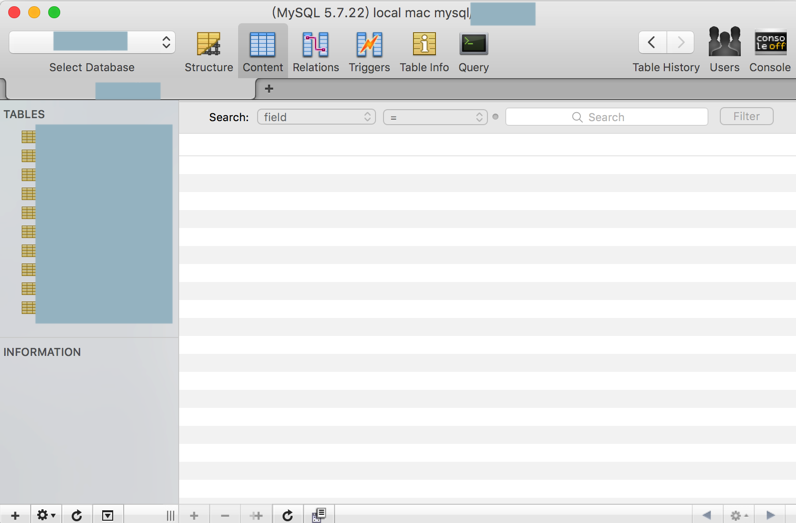 (MySQL 5.7.22) local mac mysql/
Select Database
Structure
Content
Relations
Triggers
Table Info
Query
Table History
Users
conso
le off
Console
+
TABLES
Search:
field
=
Search
Filter
INFORMATION